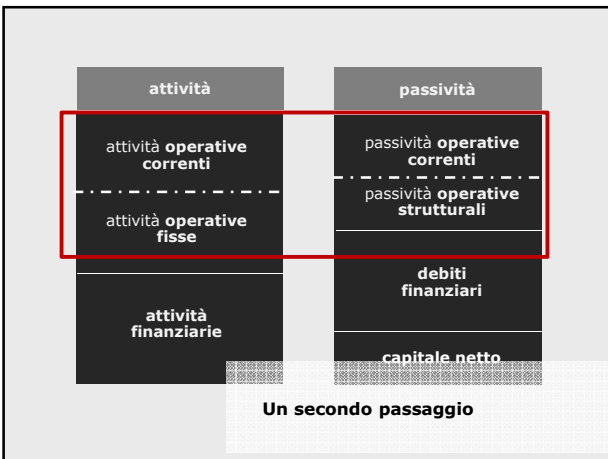 attività
attività operative
correnti
attività operative
fisse
attività
finanziarie
passività
passività operative
correnti
passività operative
strutturali
debiti
finanziari
capitale netto
Un secondo passaggio